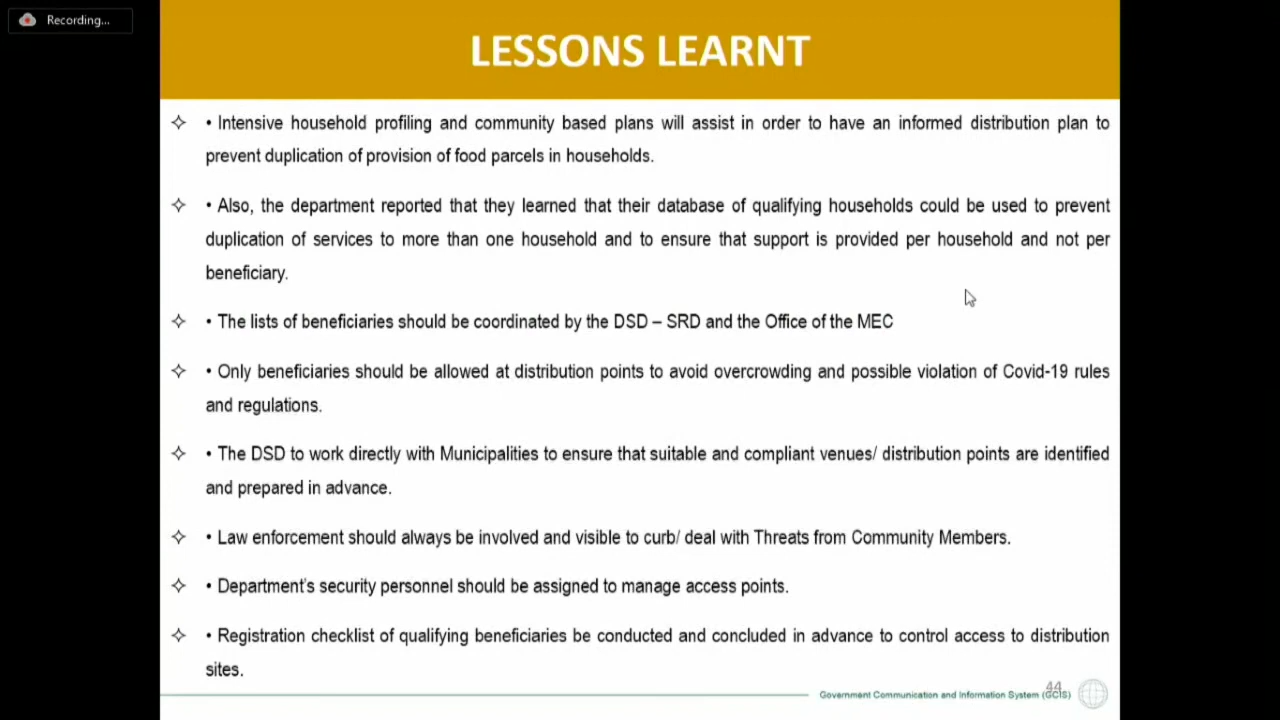 Recording...
LESSONS LEARNT
• Intensive household profiling and community based plans will assist in order to have an informed distribution plan to
prevent duplication of provision of food parcels in households.
• Also, the department reported that they learned that their database of qualifying households could be used to prevent
duplication of services to more than one household and to ensure that support is provided per household and not per
beneficiary.
• The lists of beneficiaries should be coordinated by the DSD – SRD and the Office of the MEC
• Only beneficiaries should be allowed at distribution points to avoid overcrowding and possible violation of Covid-19 rules
and regulations.
• The DSD to work directly with Municipalities to ensure that suitable and compliant venues/ distribution points are identified
and prepared in advance.
• Law enforcement should always be involved and visible to curb/ deal with Threats from Community Members.
• Department's security personnel should be assigned to manage access points.
• Registration checklist of qualifying beneficiaries be conducted and concluded in advance to control access to distribution
sites.
44
Government Communication and Information System (GCIS)